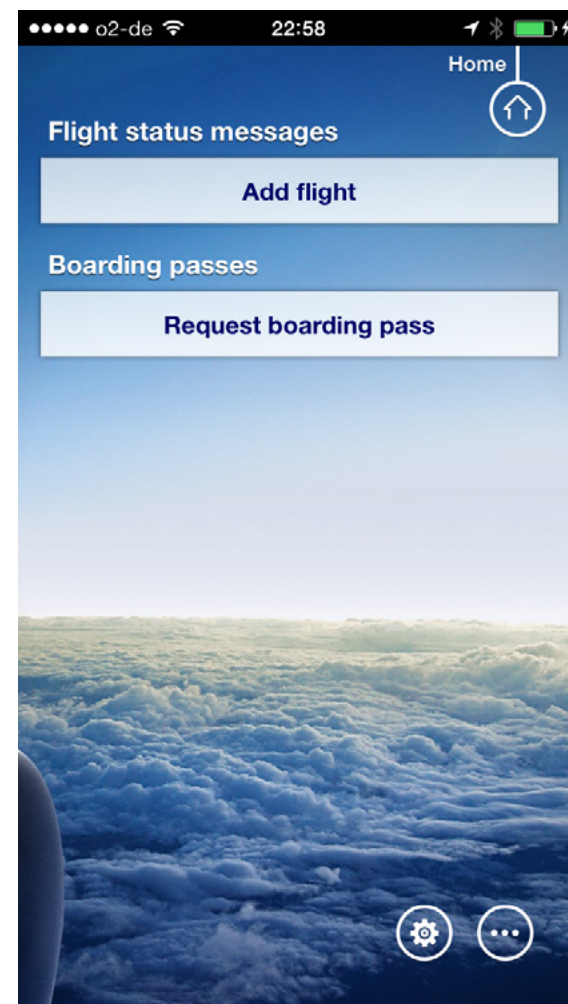 o2-de 22:58
Home
Flight status messages
Add flight
Boarding passes
Request boarding pass